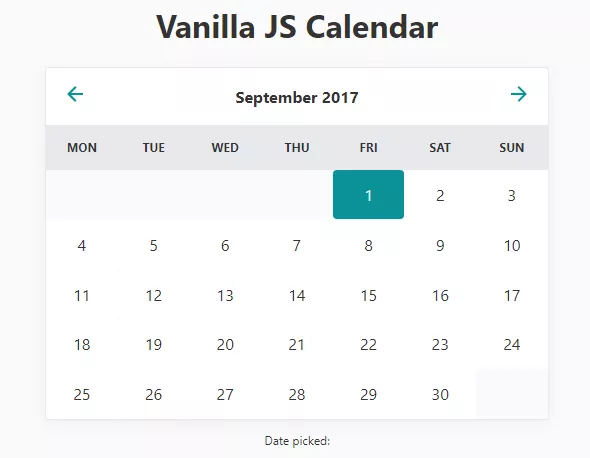 Vanilla JS Calendar
September 2017
MON TUE WED THU FRI SAT SUN
1 2 3
4 5 6 7 8 9 10
11 12 13 14 15 16 17
18 19 20 21 22 23 24
25 26 27 28 29 30
Date picked: